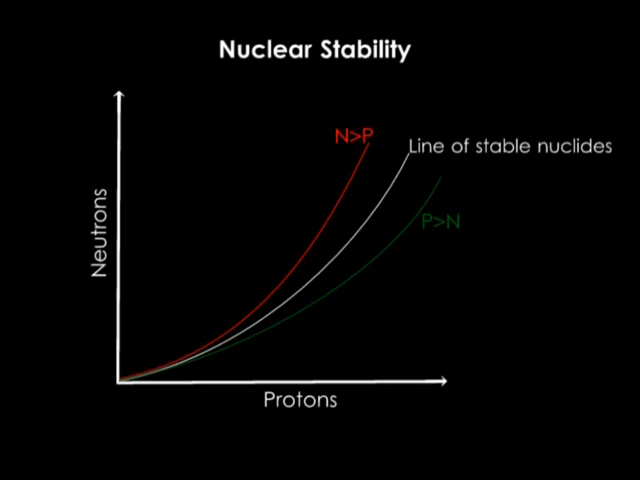 Nuclear Stability
N>P
Line of stable nuclides
P>N
Neutrons
Protons